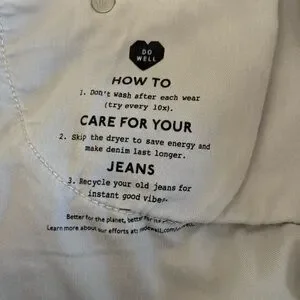 DO
WELL
HOW TO
1. Don't wash after each wear
(try every 10x).
CARE FOR YOUR
2. Skip the dryer to save energy and
make denim last longer.
JEANS
3. Recycle your old jeans for
instant good vibes
Better for the planet, better for
Learn more about our efforts at: